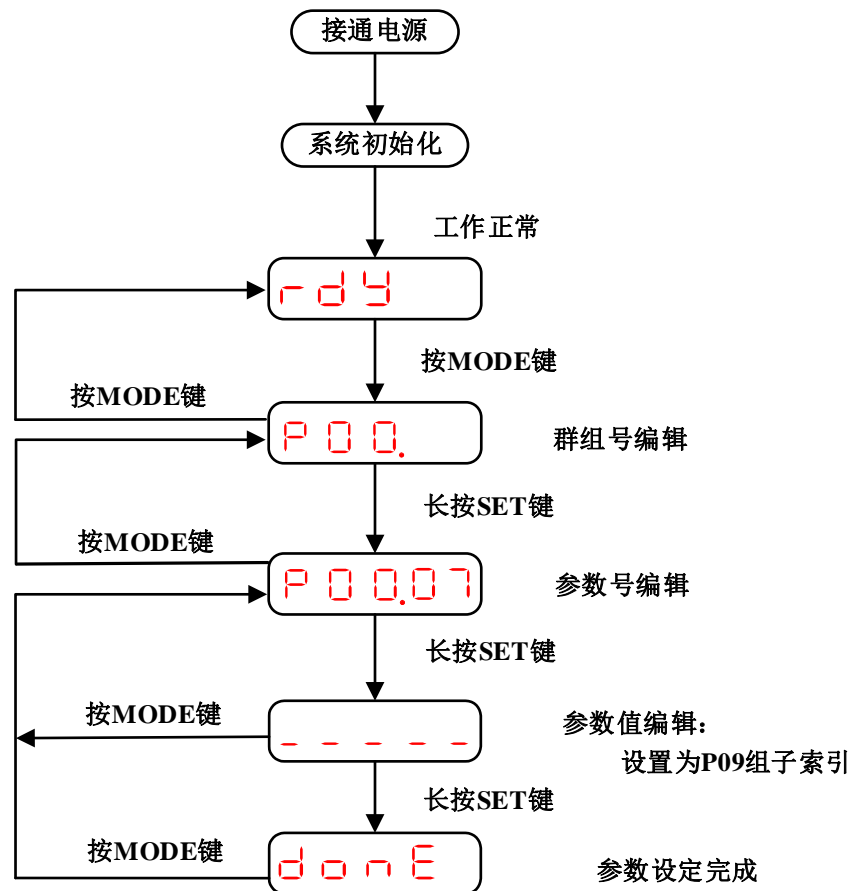 接通电源
系统初始化
工作正常
rdy
按MODE键
按MODE键
P00.
群组号编辑
长按SET键
按MODE键
P00.07
参数号编辑
长按SET键
按MODE键
_ _ _ _ _
参数值编辑：
设置为P09组子索引
长按SET键
按MODE键
donE
参数设定完成